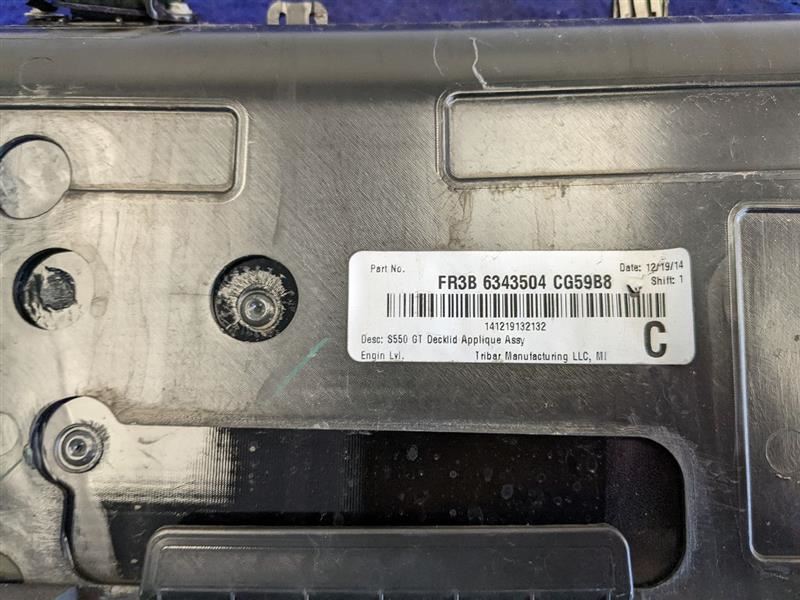 Part No.
Date: 12/19/14
FR3B 6343504 CG59B8
Shift: 1
141219132132
Desc: S550 GT Decklid Applique Assy
Engin Lvl.
Tribar Manufacturing LLC, MI
C